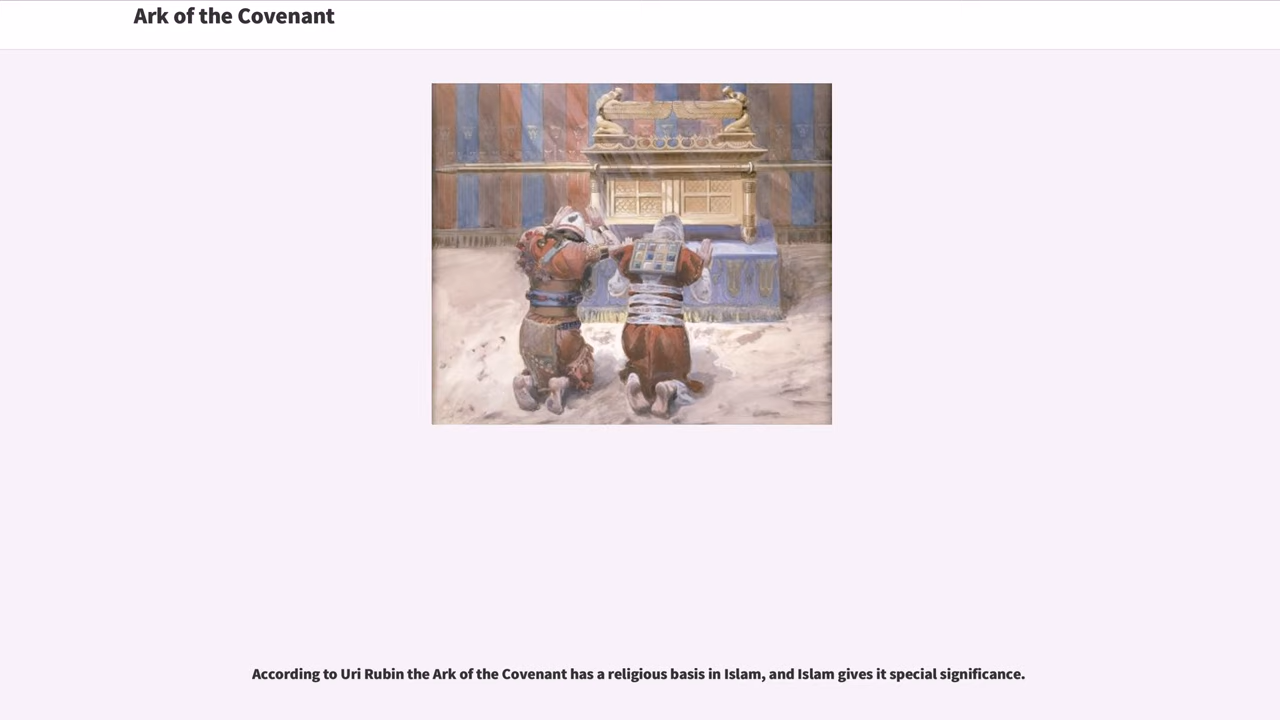 Ark of the Covenant
According to Uri Rubin the Ark of the Covenant has a religious basis in Islam, and Islam gives it special significance.